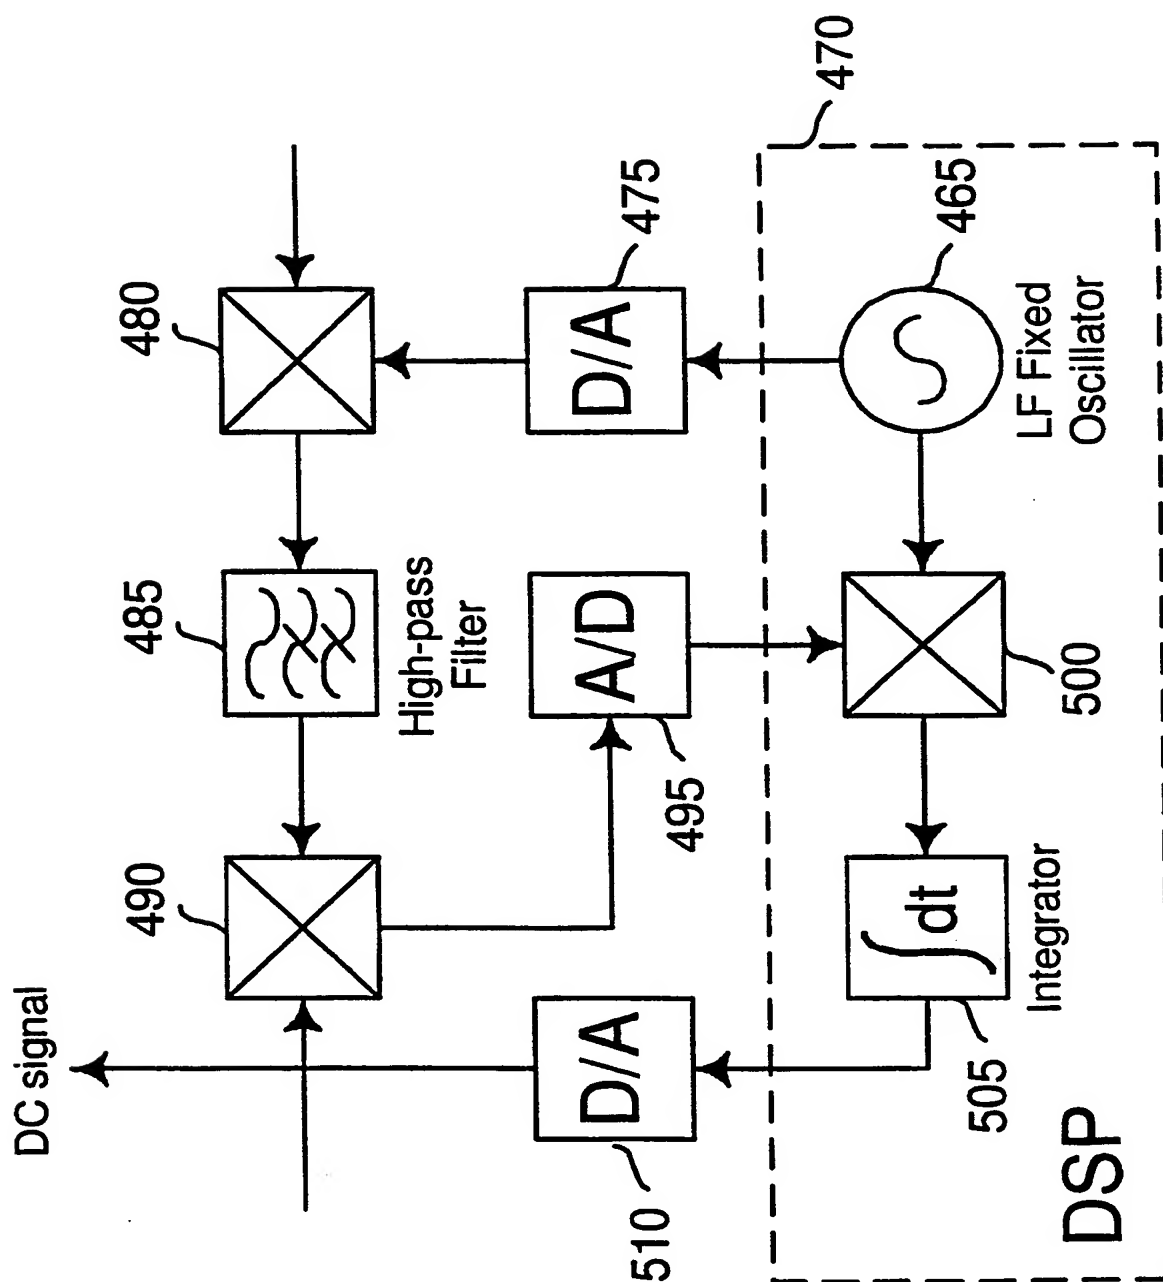 DC signal
490
485
480
High-pass
Filter
510
D/A
495
A/D
D/A
475
DSP
505
∫dt
Integrator
500
LF Fixed
Oscillator
465
470